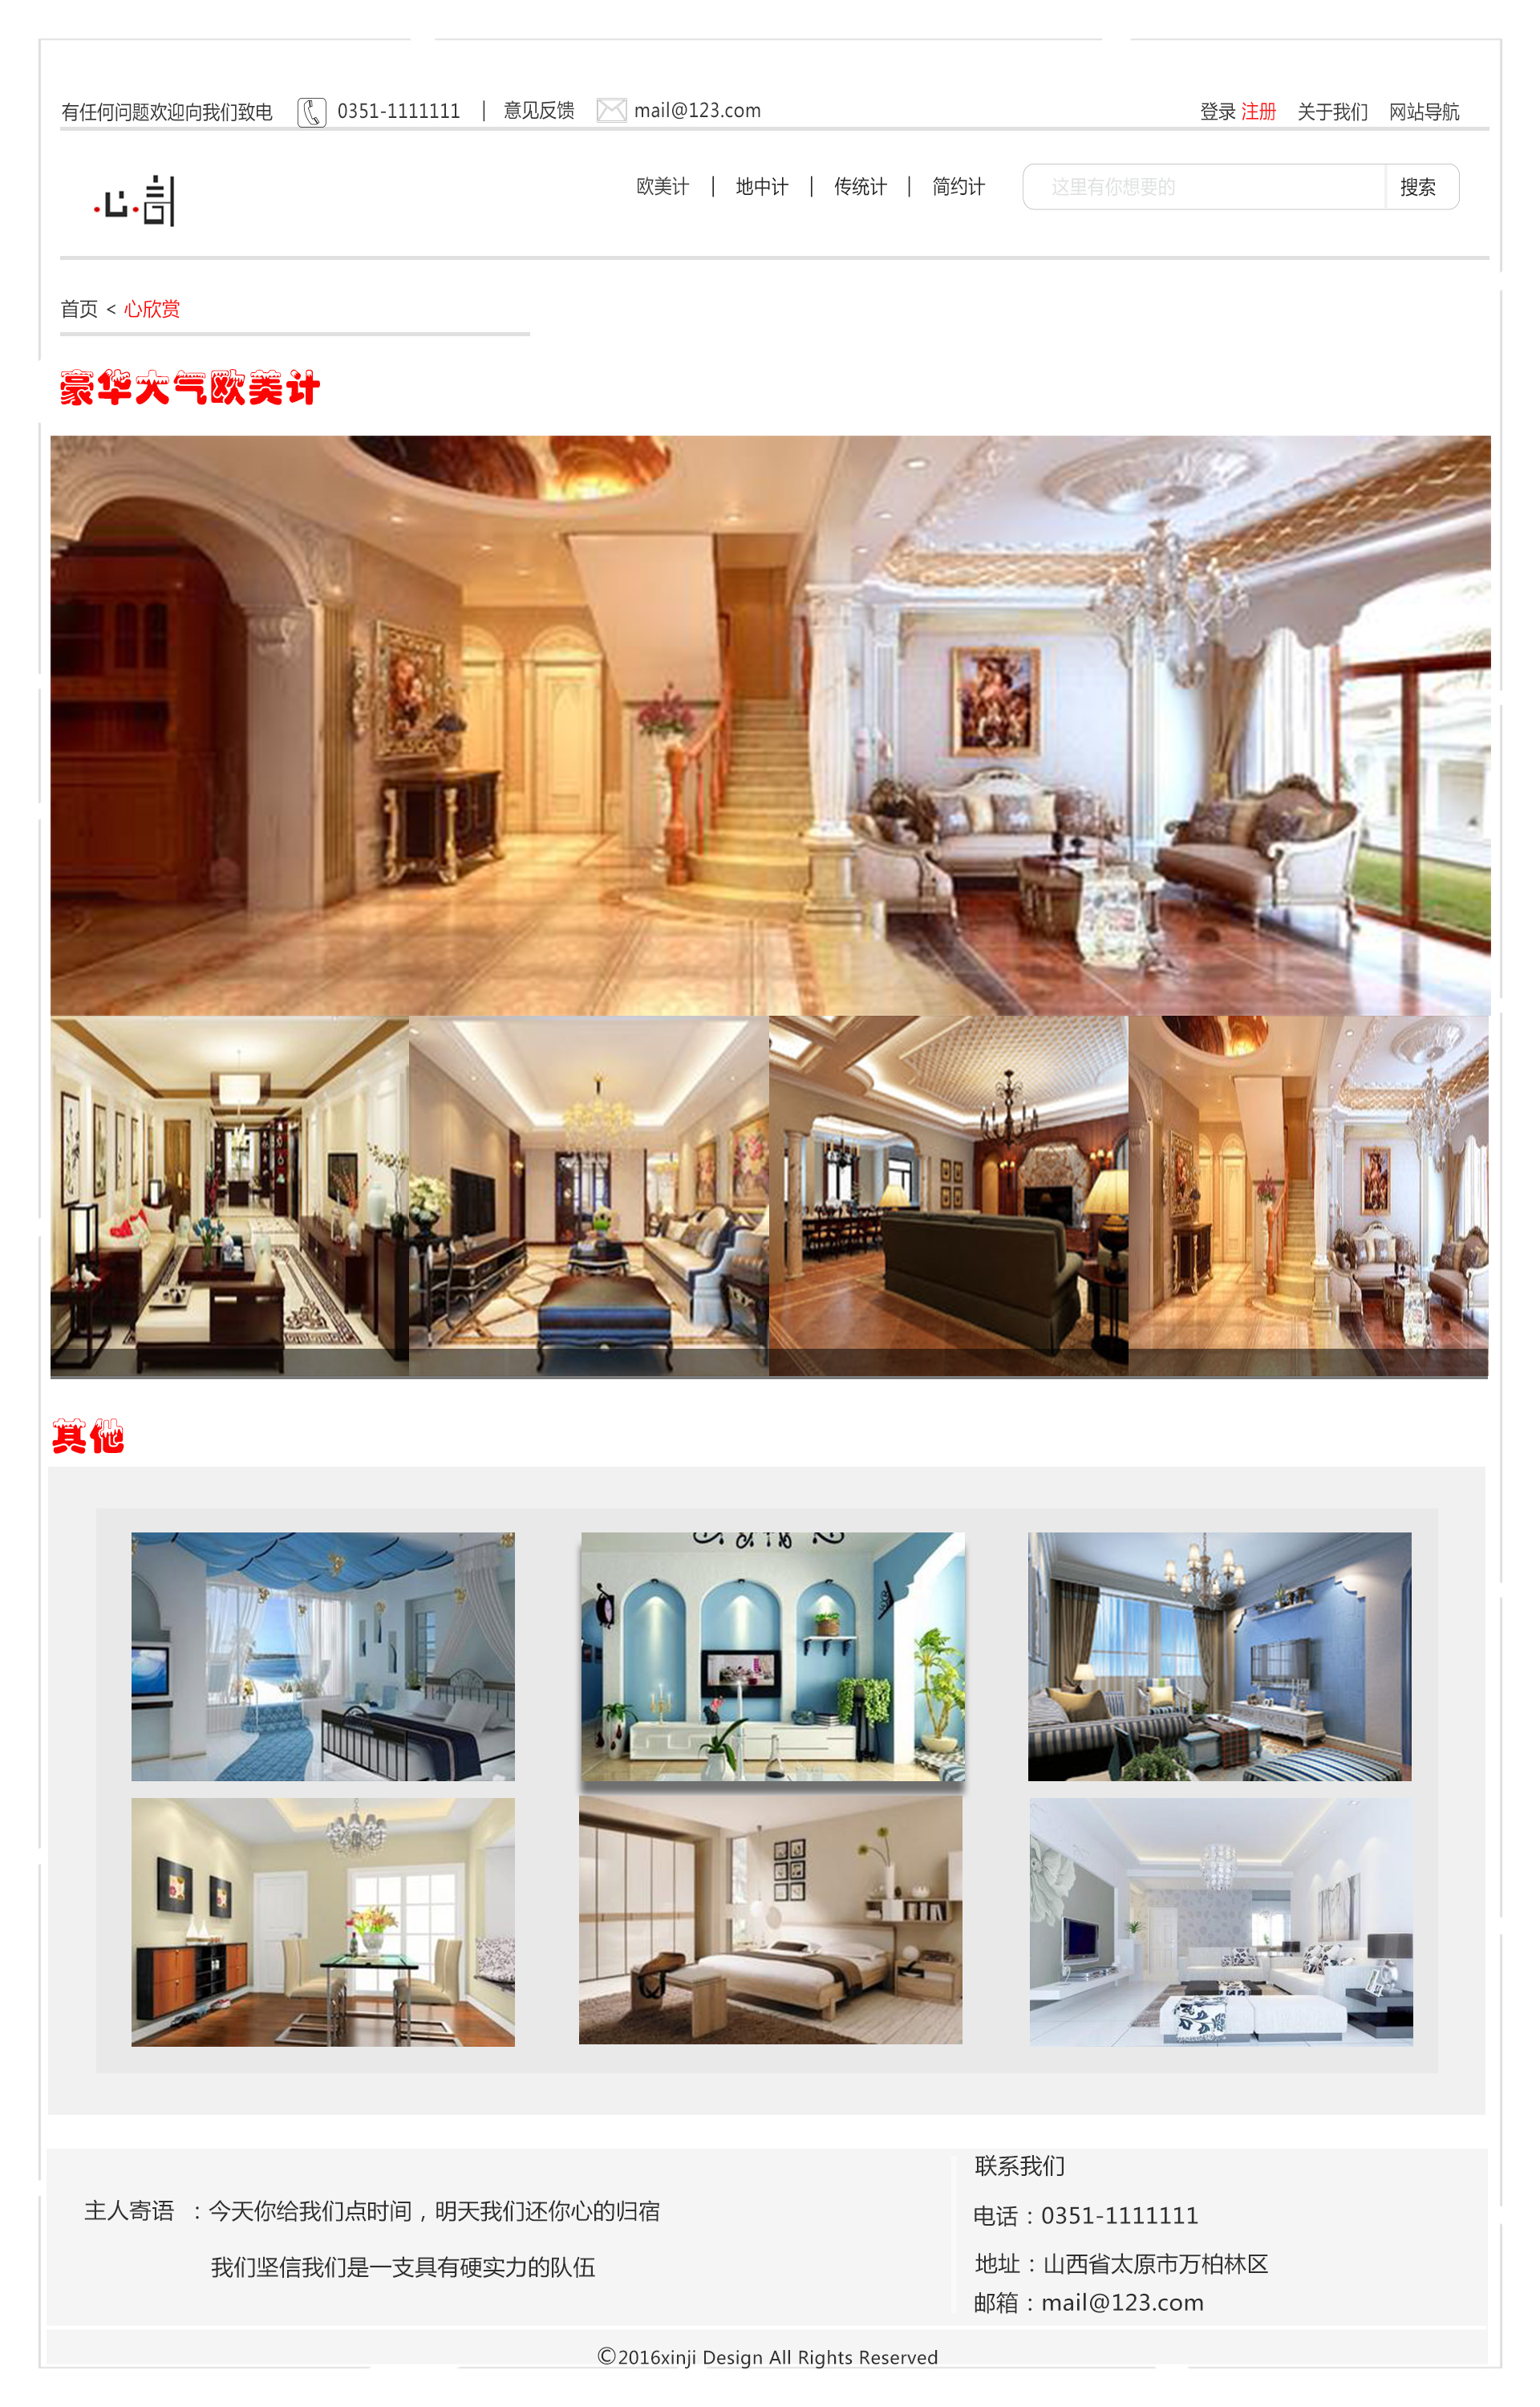 有任何问题欢迎向我们致电 0351-1111111 | 意见反馈 mail@123.com 登录 注册 关于我们 网站导航
心计 欧美计 | 地中计 | 传统计 | 简约计 这里有你想要的 搜索
首页 < 心欣赏
豪华大气欧美计
其他
主人寄语 ：今天你给我们点时间，明天我们还你心的归宿
我们坚信我们是一支具有硬实力的队伍
联系我们
电话：0351-1111111
地址：山西省太原市万柏林区
邮箱：mail@123.com
©2016xinji Design All Rights Reserved